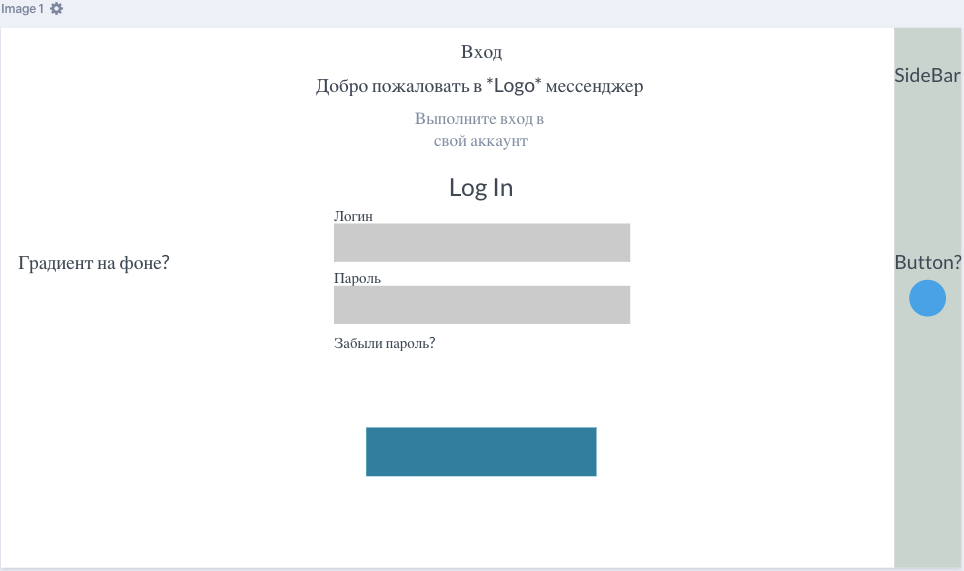 Image 1
Вход
SideBar
Добро пожаловать в *Logo* мессенджер
Выполните вход в
свой аккаунт
Log In
Логин
Градиент на фоне?
Button?
Пароль
Забыли пароль?